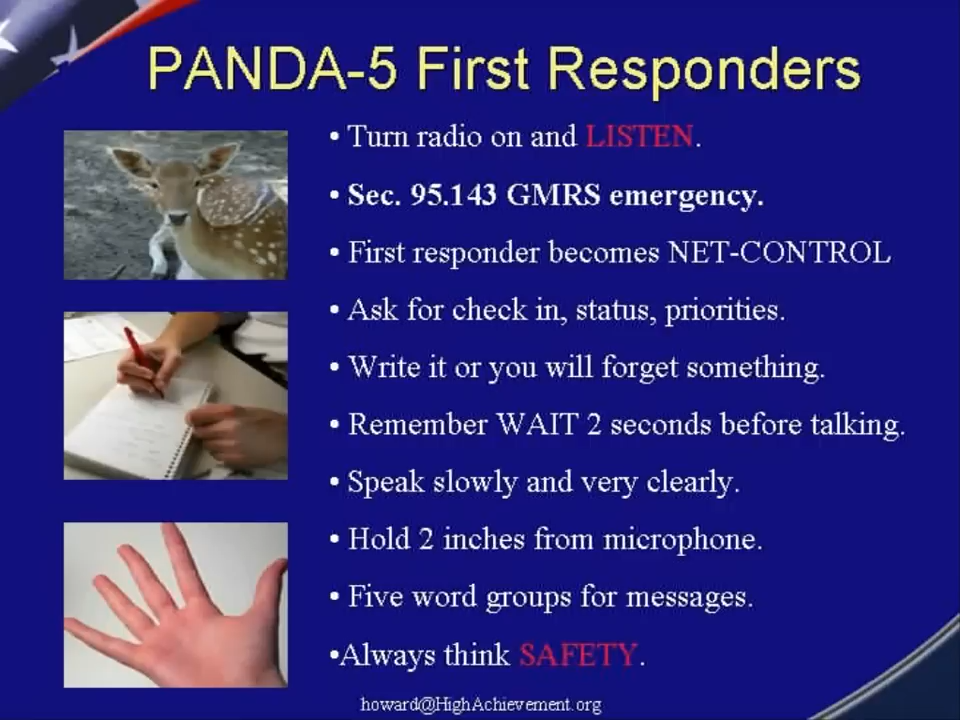 PANDA-5 First Responders
• Turn radio on and LISTEN.
• Sec. 95.143 GMRS emergency.
• First responder becomes NET-CONTROL
• Ask for check in, status, priorities.
• Write it or you will forget something.
• Remember WAIT 2 seconds before talking.
• Speak slowly and very clearly.
• Hold 2 inches from microphone.
• Five word groups for messages.
•Always think SAFETY.
howard@HighAchievement.org